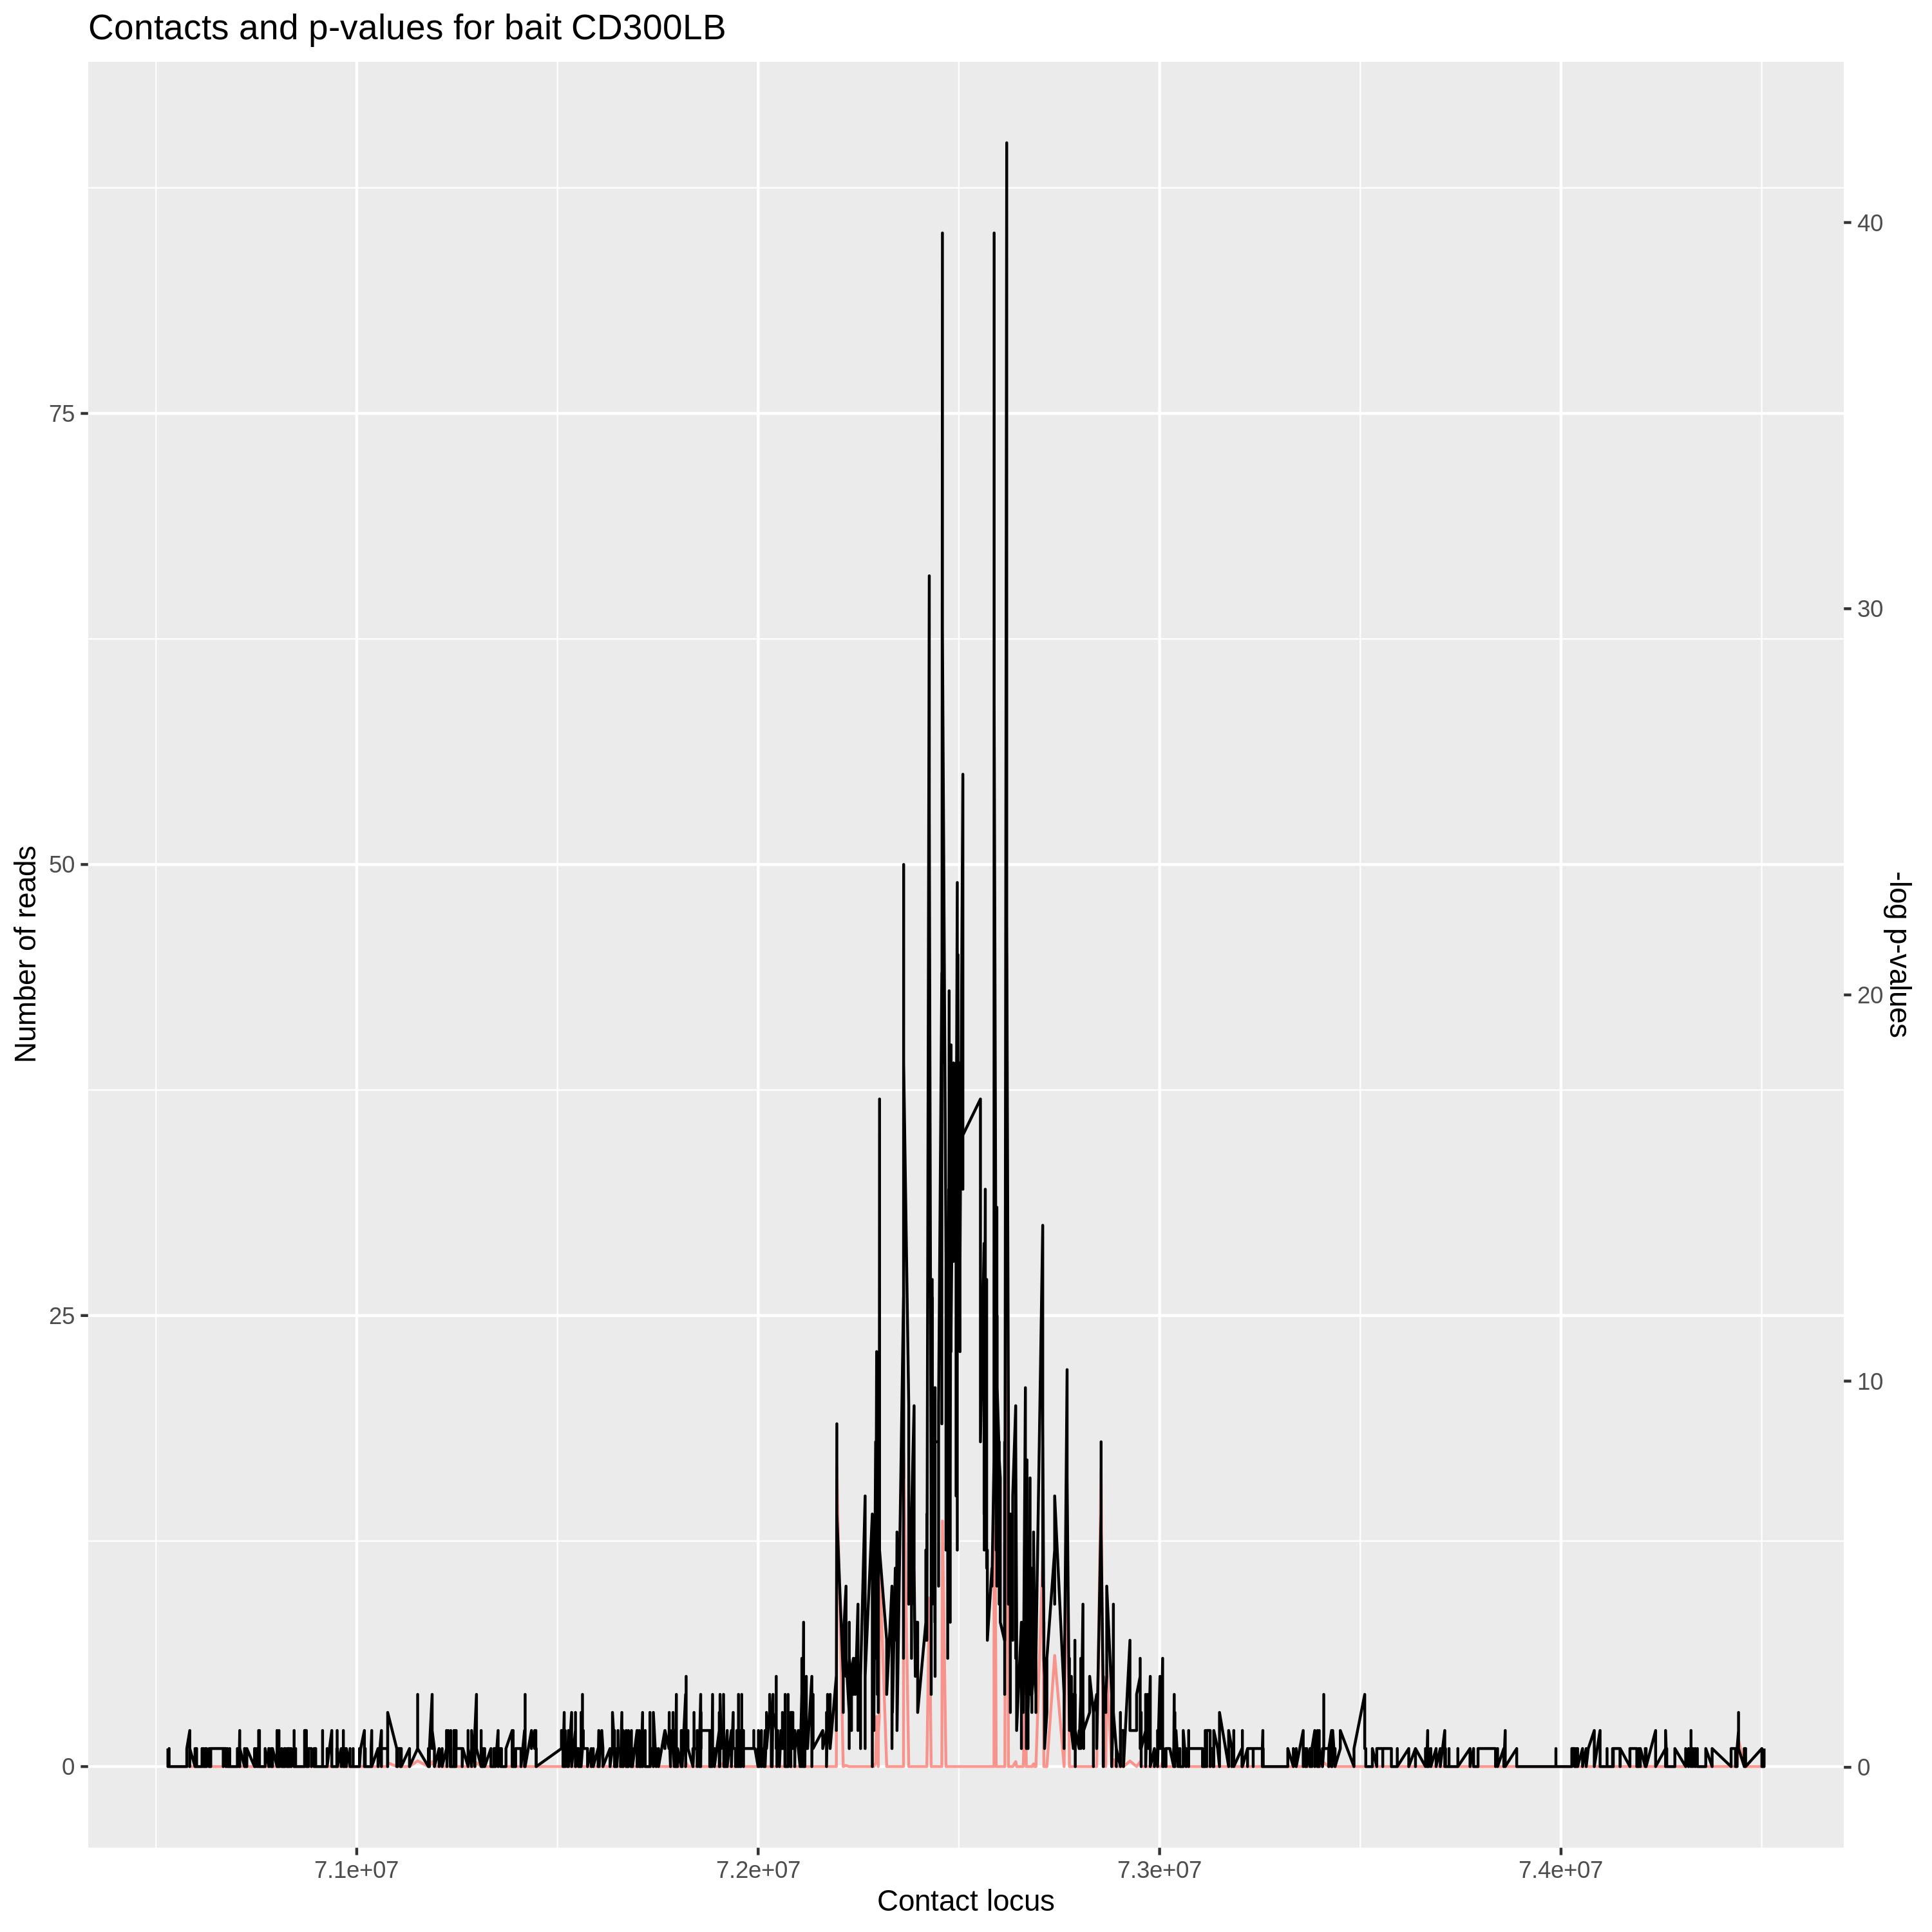 Contacts and p-values for bait CD300LB
75
50
25
0
Number of reads
40
30
20
10
0
-log p-values
7.1e+07
7.2e+07
7.3e+07
7.4e+07
Contact locus